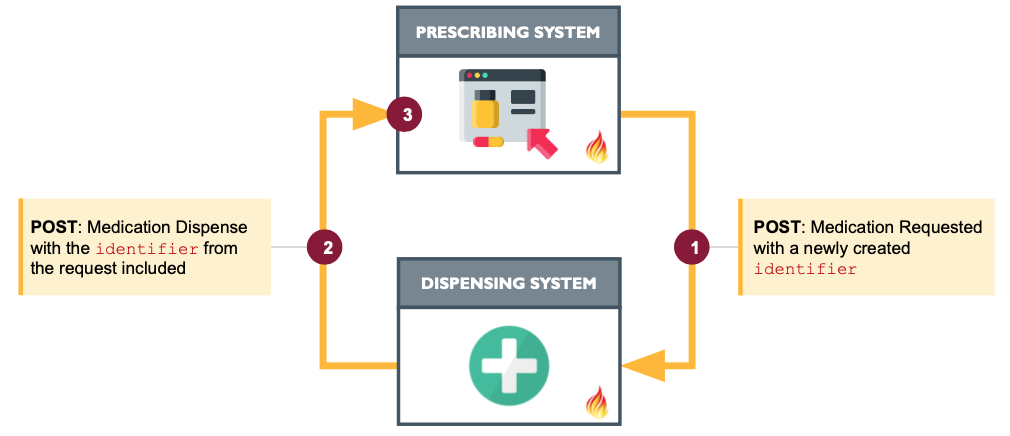 PRESCRIBING SYSTEM
3
POST: Medication Dispense
with the identifier from
the request included
2
1
POST: Medication Requested
with a newly created
identifier
DISPENSING SYSTEM